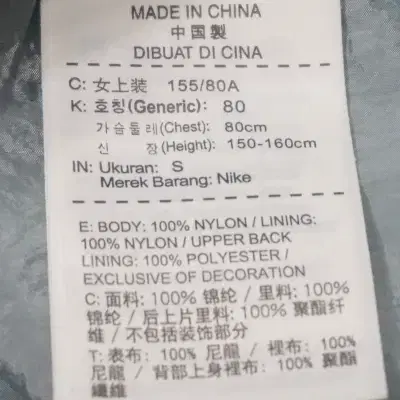 MADE IN CHINA
中国製
DIBUAT DI CINA
C: 女上装 155/80A
K: 호칭(Generic): 80
가슴둘레(Chest): 80cm
신 장(Height): 150-160cm
IN: Ukuran: S
Merek Barang: Nike
E: BODY: 100% NYLON / LINING:
100% NYLON / UPPER BACK
LINING: 100% POLYESTER /
EXCLUSIVE OF DECORATION
C: 面料: 100% 锦纶 / 里料: 100%
锦纶 / 后上片里料: 100% 聚酯纤
维 / 不包括装饰部分
T: 表布: 100% 尼龍 / 裡布: 100%
尼龍 / 背部上身裡布: 100% 聚酯
纖維